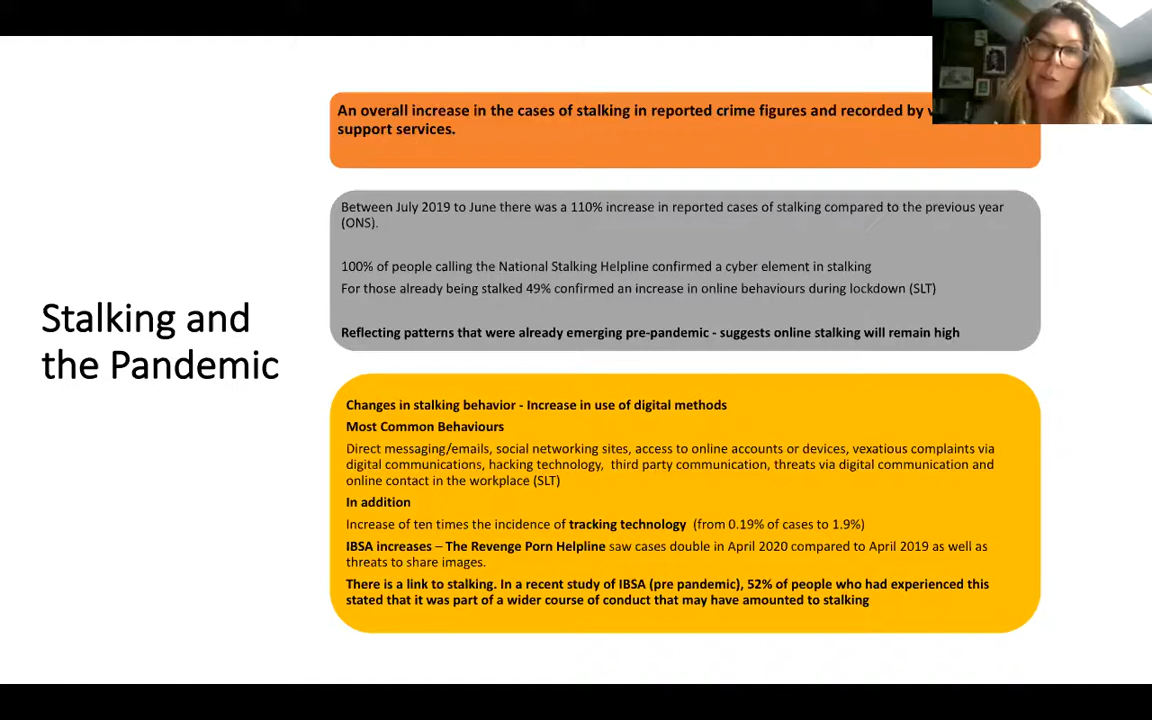 Stalking and
the Pandemic
An overall increase in the cases of stalking in reported crime figures and recorded by
support services.
Between July 2019 to June there was a 110% increase in reported cases of stalking compared to the previous year
(ONS).
100% of people calling the National Stalking Helpline confirmed a cyber element in stalking
For those already being stalked 49% confirmed an increase in online behaviours during lockdown (SLT)
Reflecting patterns that were already emerging pre-pandemic - suggests online stalking will remain high
Changes in stalking behavior - Increase in use of digital methods
Most Common Behaviours
Direct messaging/emails, social networking sites, access to online accounts or devices, vexatious complaints via
digital communications, hacking technology, third party communication, threats via digital communication and
online contact in the workplace (SLT)
In addition
Increase of ten times the incidence of tracking technology (from 0.19% of cases to 1.9%)
IBSA increases – The Revenge Porn Helpline saw cases double in April 2020 compared to April 2019 as well as
threats to share images.
There is a link to stalking. In a recent study of IBSA (pre pandemic), 52% of people who had experienced this
stated that it was part of a wider course of conduct that may have amounted to stalking